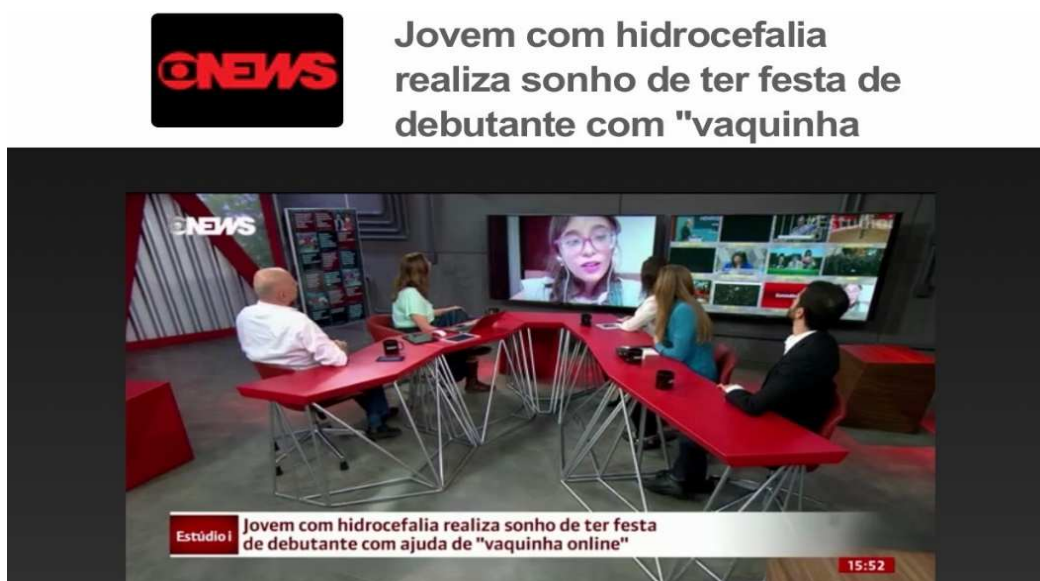 GNEWS
Jovem com hidrocefalia
realiza sonho de ter festa de
debutante com "vaquinha
GNEWS
Estúdio i
Jovem com hidrocefalia realiza sonho de ter festa
de debutante com ajuda de "vaquinha online"
15:52